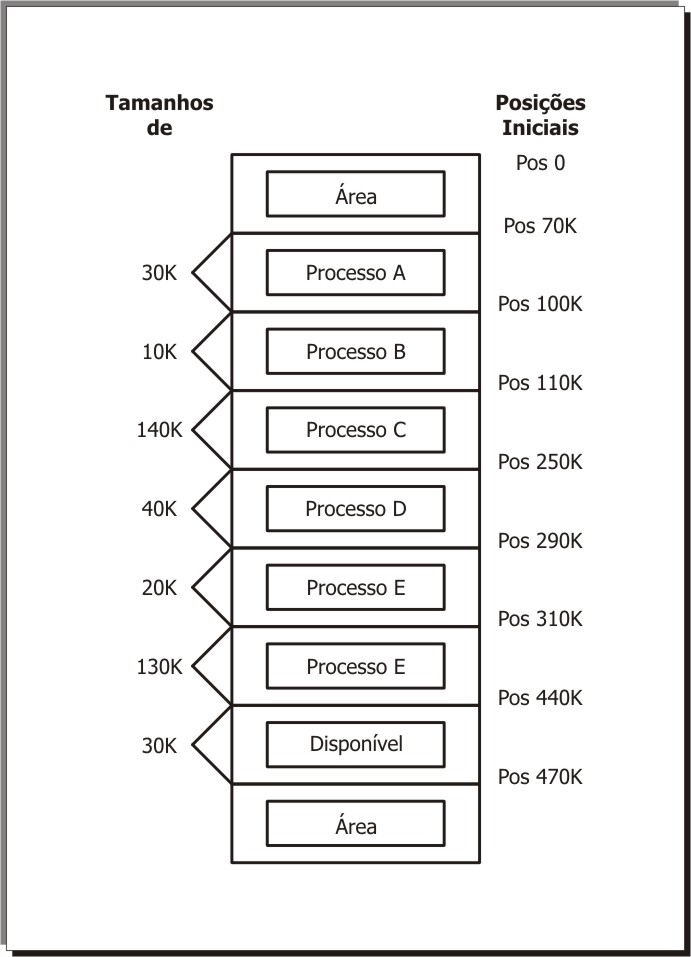 Tamanhos
de
Posições
Iniciais
Pos 0
Área
Pos 70K
30K
Processo A
Pos 100K
10K
Processo B
Pos 110K
140K
Processo C
Pos 250K
40K
Processo D
Pos 290K
20K
Processo E
Pos 310K
130K
Processo E
Pos 440K
30K
Disponível
Pos 470K
Área